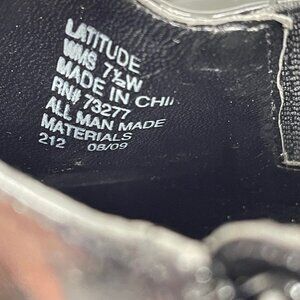 LATITUDE
WMS 7½W
MADE IN CHI
RN# 73277
ALL MAN MADE
MATERIALS
212 08/09